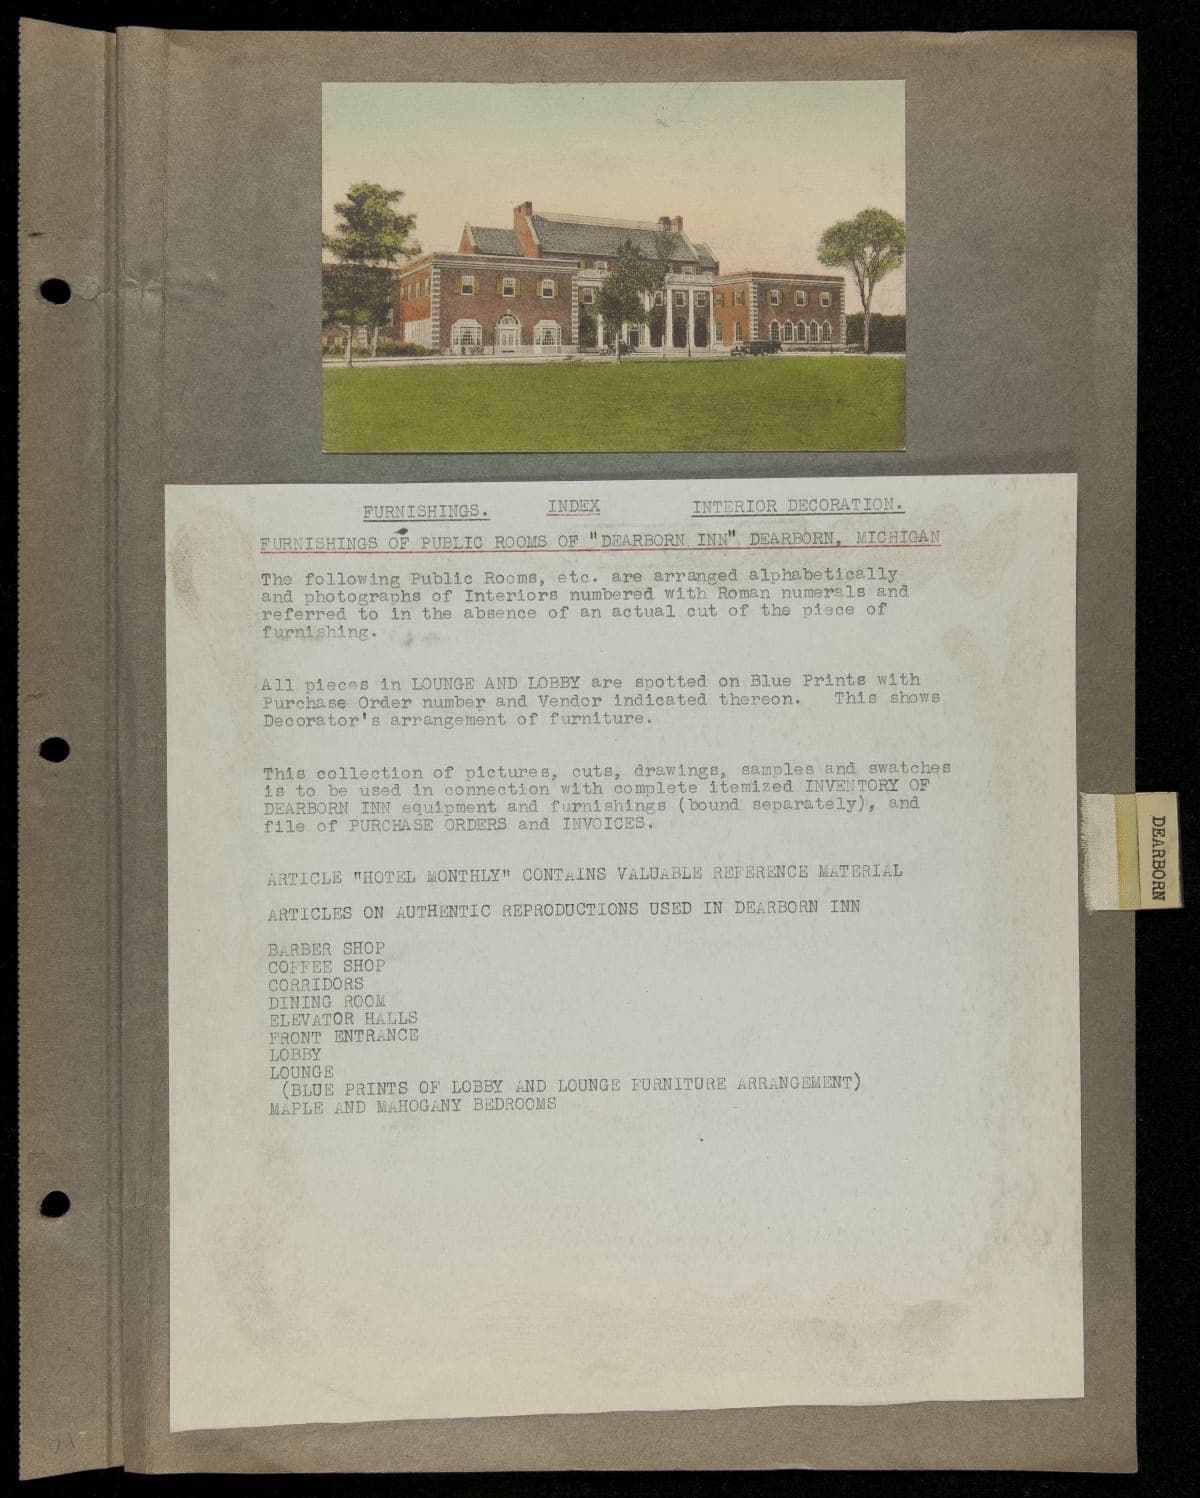 FURNISHINGS. INDEX INTERIOR DECORATION.
FURNISHINGS OF PUBLIC ROOMS OF "DEARBORN INN" DEARBORN, MICHIGAN
The following Public Rooms, etc. are arranged alphabetically
and photographs of Interiors numbered with Roman numerals and
referred to in the absence of an actual cut of the piece of
furnishing.
All pieces in LOUNGE AND LOBBY are spotted on Blue Prints with
Purchase Order number and Vendor indicated thereon. This shows
Decorator's arrangement of furniture.
This collection of pictures, cuts, drawings, samples and swatches
is to be used in connection with complete itemized INVENTORY OF
DEARBORN INN equipment and furnishings (bound separately), and
file of PURCHASE ORDERS and INVOICES.
ARTICLE "HOTEL MONTHLY" CONTAINS VALUABLE REFERENCE MATERIAL
ARTICLES ON AUTHENTIC REPRODUCTIONS USED IN DEARBORN INN
BARBER SHOP
COFFEE SHOP
CORRIDORS
DINING ROOM
ELEVATOR HALLS
FRONT ENTRANCE
LOBBY
LOUNGE
(BLUE PRINTS OF LOBBY AND LOUNGE FURNITURE ARRANGEMENT)
MAPLE AND MAHOGANY BEDROOMS
DEARBORN